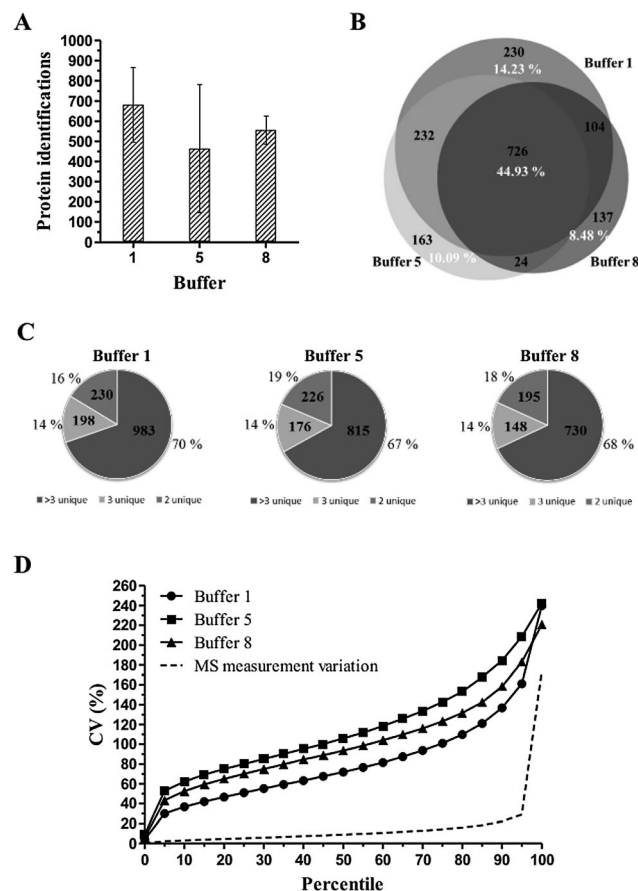 A
Protein identifications
1000
900
800
700
600
500
400
300
200
100
0
1 5 8
Buffer
B
230
14.23 %
Buffer 1
232
726
44.93 %
104
137
8.48 %
163
10.09 %
24
Buffer 5
Buffer 8
C
Buffer 1
16 %
230
14 %
198
983
70 %
>3 unique 3 unique 2 unique
Buffer 5
19 %
226
14 %
176
815
67 %
>3 unique 3 unique 2 unique
Buffer 8
18 %
195
14 %
148
730
68 %
>3 unique 3 unique 2 unique
D
CV (%)
260
240
220
200
180
160
140
120
100
80
60
40
20
0
Buffer 1
Buffer 5
Buffer 8
MS measurement variation
0 10 20 30 40 50 60 70 80 90 100
Percentile